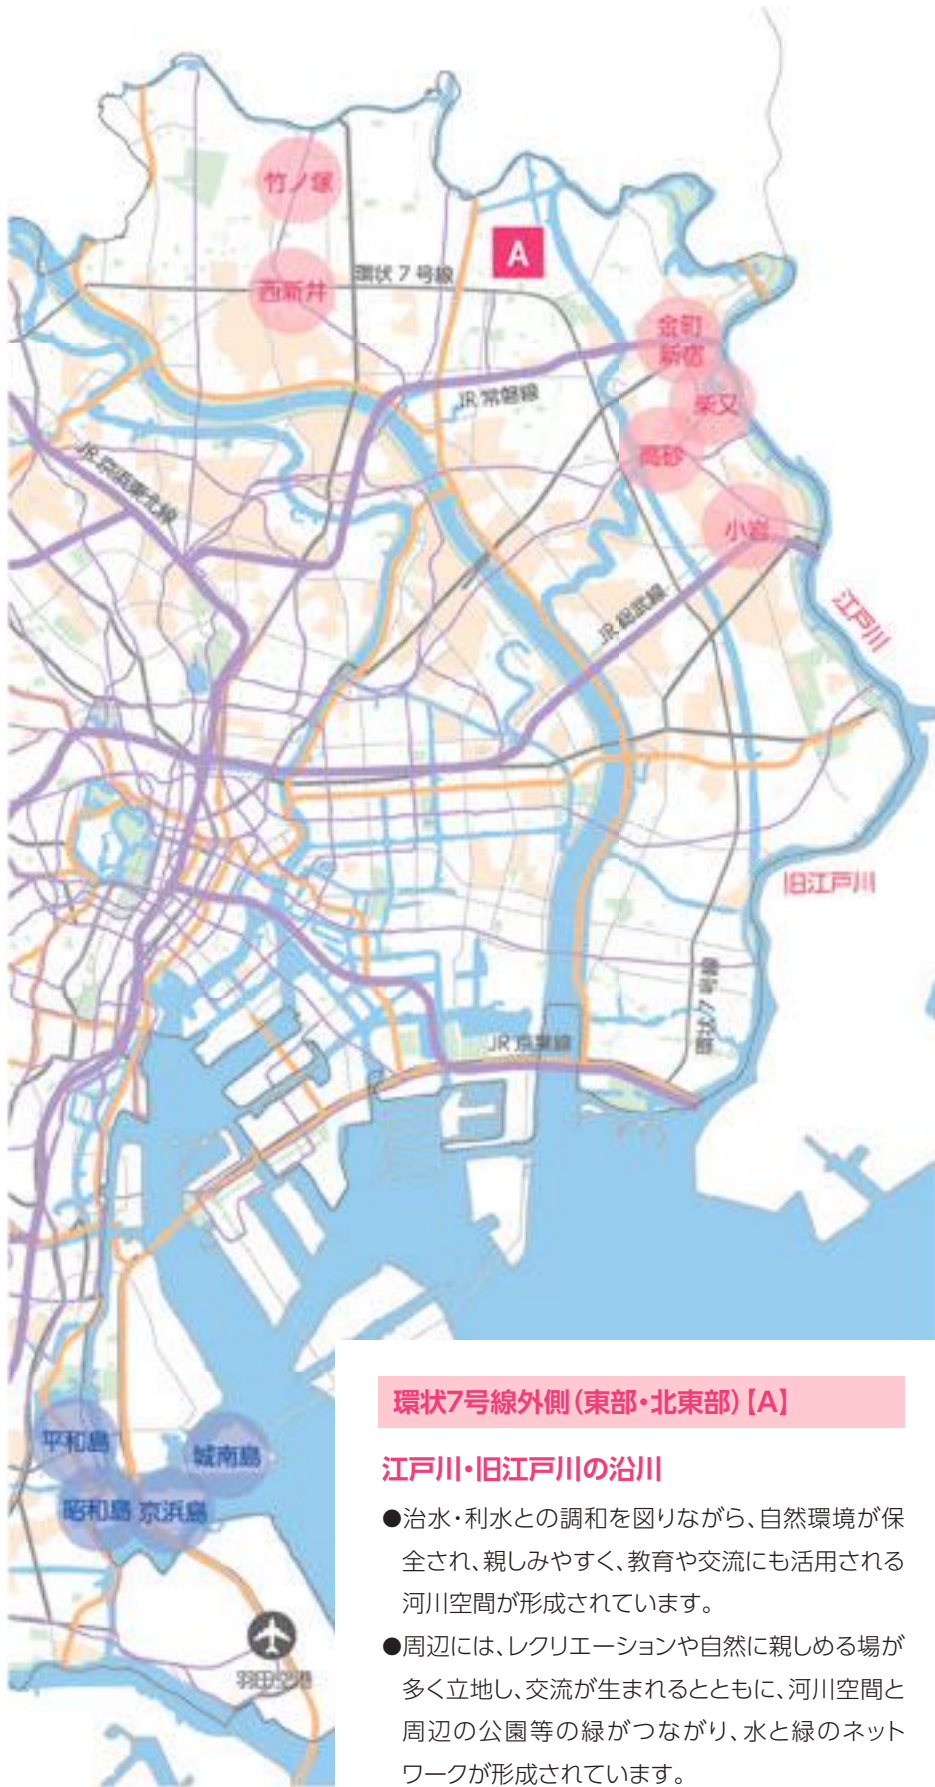 竹ノ塚
A
環状7号線
西新井
金町
新宿
JR常磐線
柴又
高砂
JR京浜東北線
小岩
JR総武線
江戸川
旧江戸川
環状7号線
JR京葉線
平和島
城南島
昭和島
京浜島
羽田空港
環状7号線外側(東部・北東部)【A】
江戸川・旧江戸川の沿川
●治水・利水との調和を図りながら、自然環境が保
全され、親しみやすく、教育や交流にも活用される
河川空間が形成されています。
●周辺には、レクリエーションや自然に親しめる場が
多く立地し、交流が生まれるとともに、河川空間と
周辺の公園等の緑がつながり、水と緑のネット
ワークが形成されています。